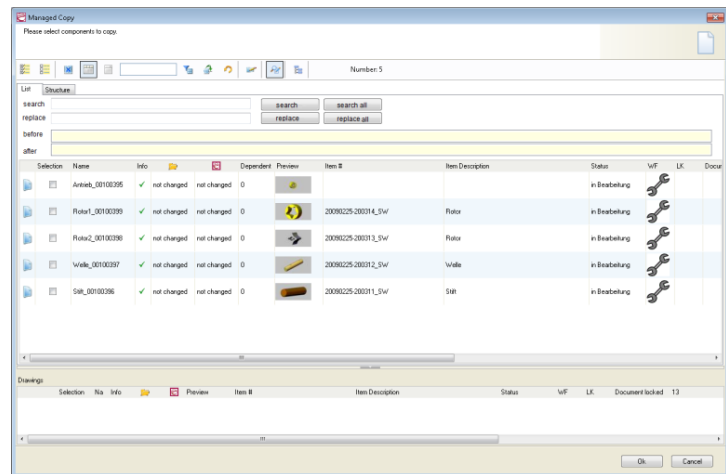 Managed Copy
Please select components to copy.
Number: 5
List Structure
search search search all
replace replace replace all
before
after
Selection Name Info Dependent Preview Item # Item Description Status WF LK Docur
Antrieb_00100395 not changed not changed 0 in Bearbeitung
Rotor1_00100399 not changed not changed 0 20090225-200314_SW Rotor in Bearbeitung
Rotor2_00100398 not changed not changed 0 20090225-200313_SW Rotor in Bearbeitung
Welle_00100397 not changed not changed 0 20090225-200312_SW Welle in Bearbeitung
Stift_00100396 not changed not changed 0 20090225-200311_SW Stift in Bearbeitung
Drawings
Selection Na Info Preview Item # Item Description Status WF LK Document locked 13
Ok Cancel